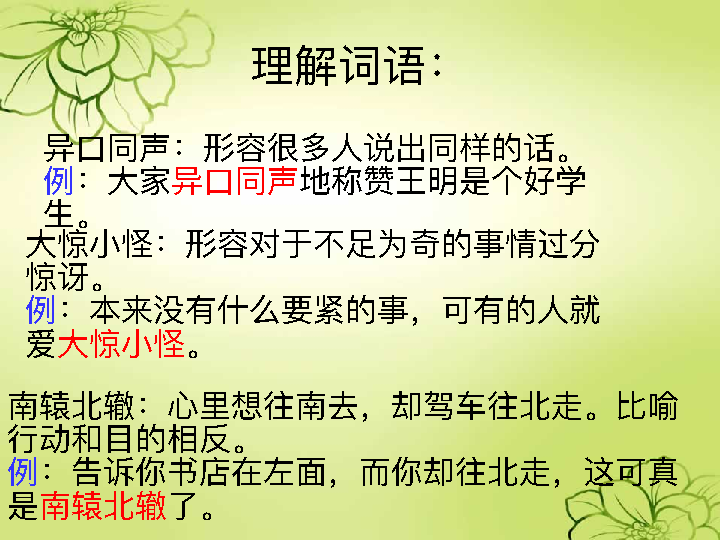 理解词语：
异口同声：形容很多人说出同样的话。
例：大家异口同声地称赞王明是个好学
生。
大惊小怪：形容对于不足为奇的事情过分
惊讶。
例：本来没有什么要紧的事，可有的人就
爱大惊小怪。
南辕北辙：心里想往南去，却驾车往北走。比喻
行动和目的相反。
例：告诉你书店在左面，而你却往北走，这可真
是南辕北辙了。